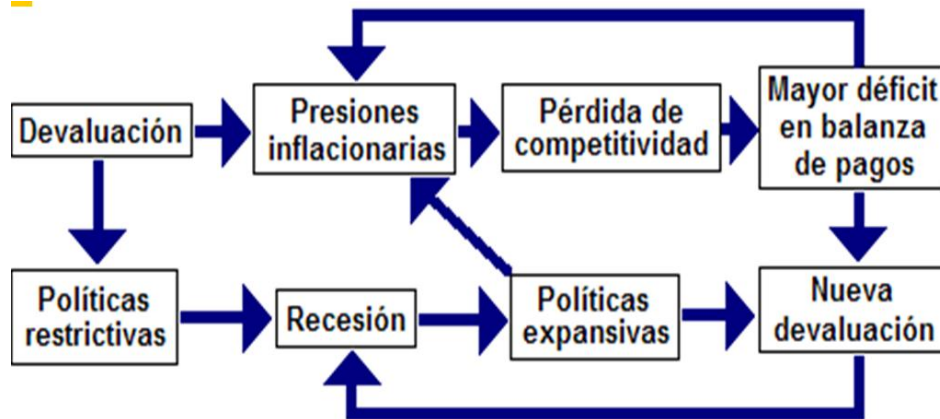 Devaluación
Presiones
inflacionarias
Pérdida de
competitividad
Mayor déficit
en balanza
de pagos
Políticas
restrictivas
Recesión
Políticas
expansivas
Nueva
devaluación